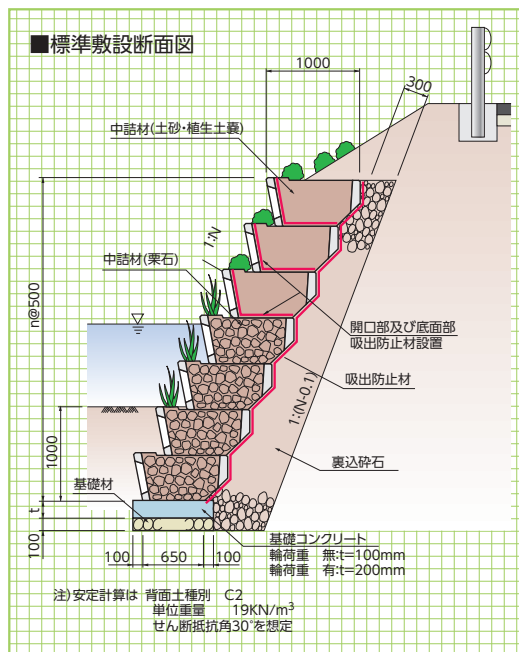 ■標準敷設断面図
1000
300
中詰材(土砂・植生土嚢)
1:N
中詰材(栗石)
n@500
開口部及び底面部
吸出防止材設置
吸出防止材
1:(N-0.1)
1000
裏込砕石
基礎材
t
100
基礎コンクリート
輪荷重 無:t=100mm
輪荷重 有:t=200mm
100 650 100
注)安定計算は 背面土種別 C2
単位重量 19KN/m³
せん断抵抗角30°を想定